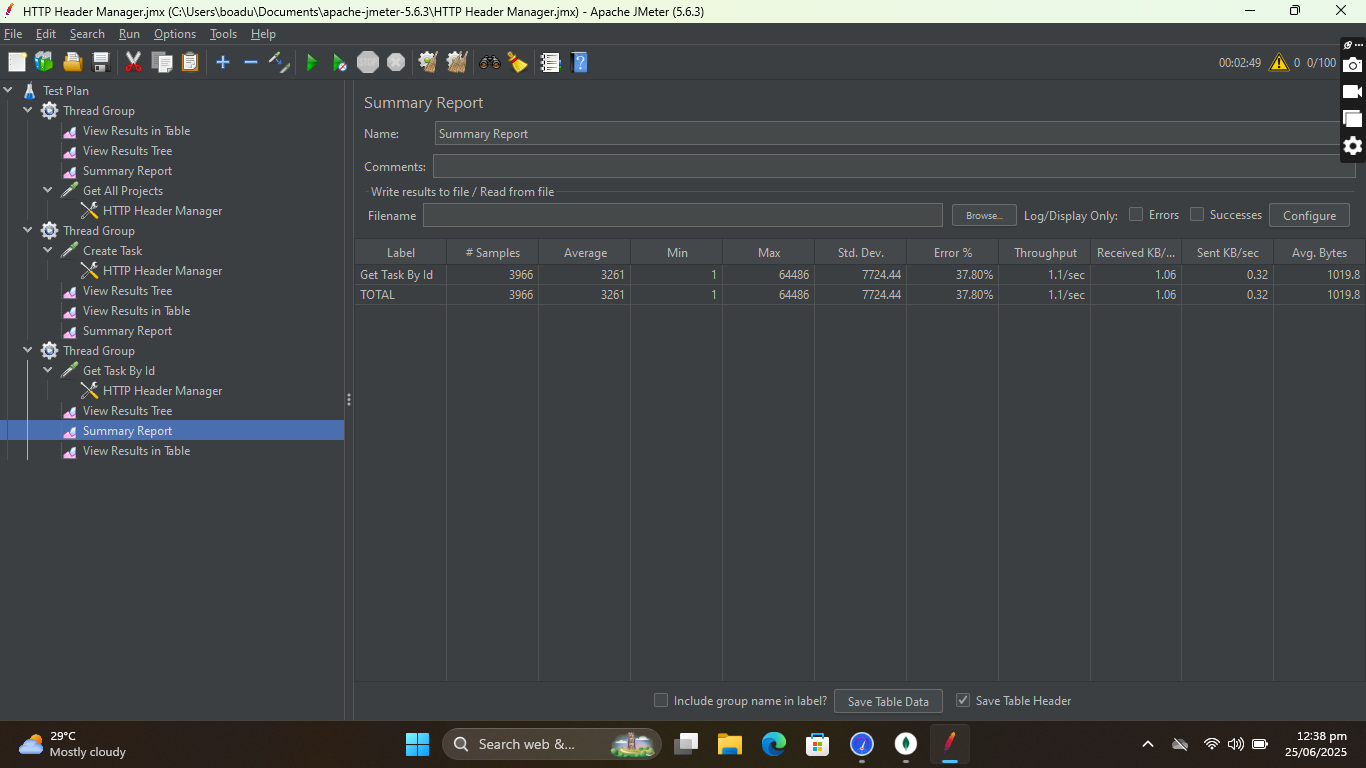 HTTP Header Manager.jmx (C:\Users\boadu\Documents\apache-jmeter-5.6.3\HTTP Header Manager.jmx) - Apache JMeter (5.6.3)
File Edit Search Run Options Tools Help
STOP
00:02:49 0 0/100
Test Plan
Thread Group
View Results in Table
View Results Tree
Summary Report
Get All Projects
HTTP Header Manager
Thread Group
Create Task
HTTP Header Manager
View Results Tree
View Results in Table
Summary Report
Thread Group
Get Task By Id
HTTP Header Manager
View Results Tree
Summary Report
View Results in Table
Summary Report
Name: Summary Report
Comments:
Write results to file / Read from file
Filename Browse... Log/Display Only: Errors Successes Configure
Label # Samples Average Min Max Std. Dev. Error % Throughput Received KB/... Sent KB/sec Avg. Bytes
Get Task By Id 3966 3261 1 64486 7724.44 37.80% 1.1/sec 1.06 0.32 1019.8
TOTAL 3966 3261 1 64486 7724.44 37.80% 1.1/sec 1.06 0.32 1019.8
Include group name in label? Save Table Data Save Table Header
29°C
Mostly cloudy
Search web &...
12:38 pm
25/06/2025